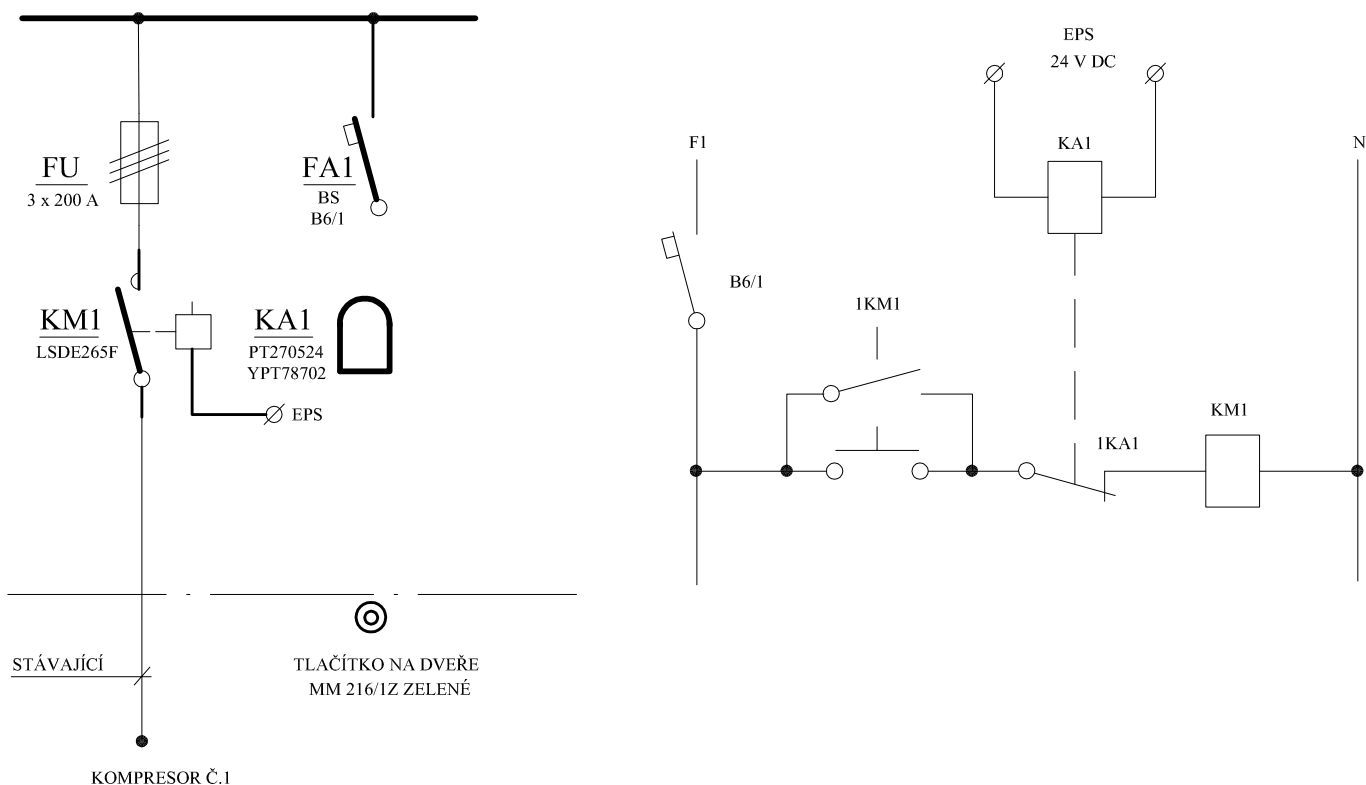 FU
3 x 200 A
FA1
BS
B6/1
KM1
LSDE265F
KA1
PT270524
YPT78702
EPS
STÁVAJÍCÍ
TLAČÍTKO NA DVEŘE
MM 216/1Z ZELENÉ
KOMPRESOR Č.1
EPS
24 V DC
F1
KA1
N
B6/1
1KM1
1KA1
KM1